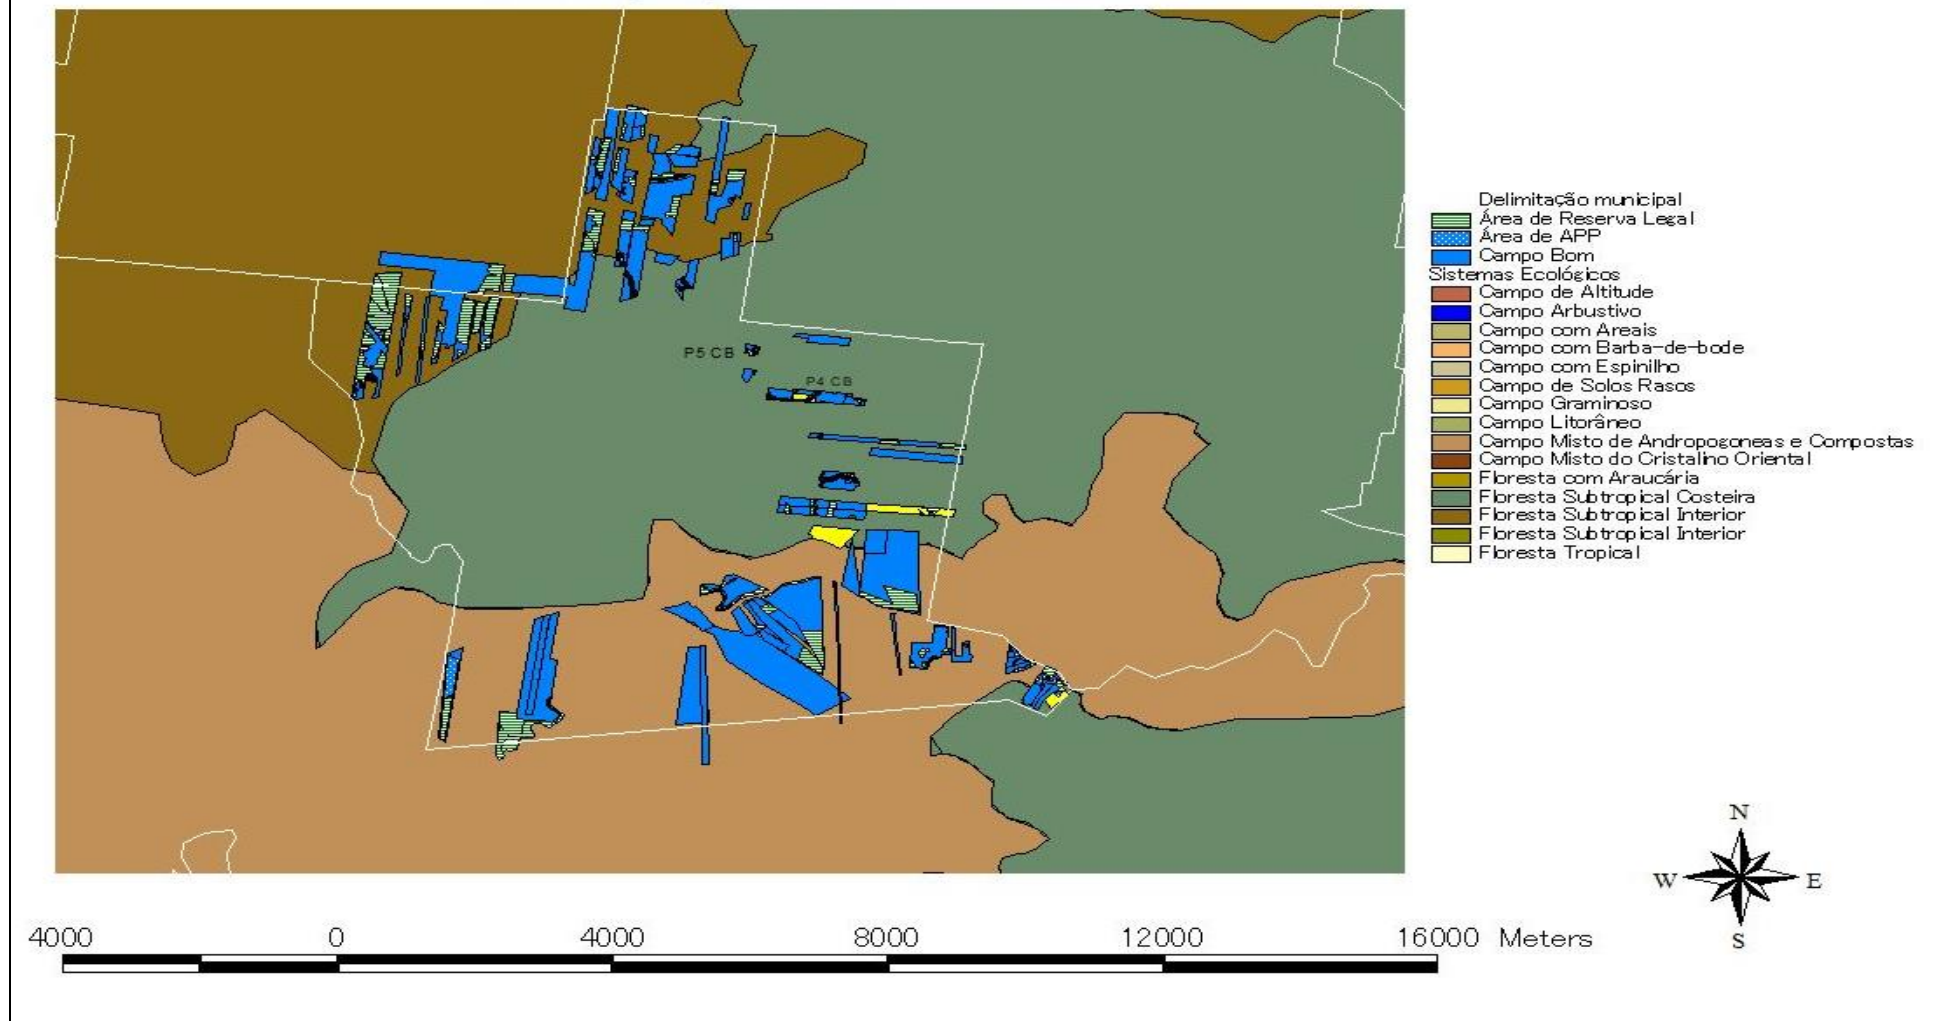 P5 CB
P4 CB
Delimitação municipal
Área de Reserva Legal
Área de APP
Campo Bom
Sistemas Ecológicos
Campo de Altitude
Campo Arbustivo
Campo com Areais
Campo com Barba-de-bode
Campo com Espinilho
Campo de Solos Rasos
Campo Graminoso
Campo Litorâneo
Campo Misto de Andropogoneas e Compostas
Campo Misto do Cristalino Oriental
Floresta com Araucária
Floresta Subtropical Costeira
Floresta Subtropical Interior
Floresta Subtropical Interior
Floresta Tropical
N
W E
S
4000 0 4000 8000 12000 16000 Meters